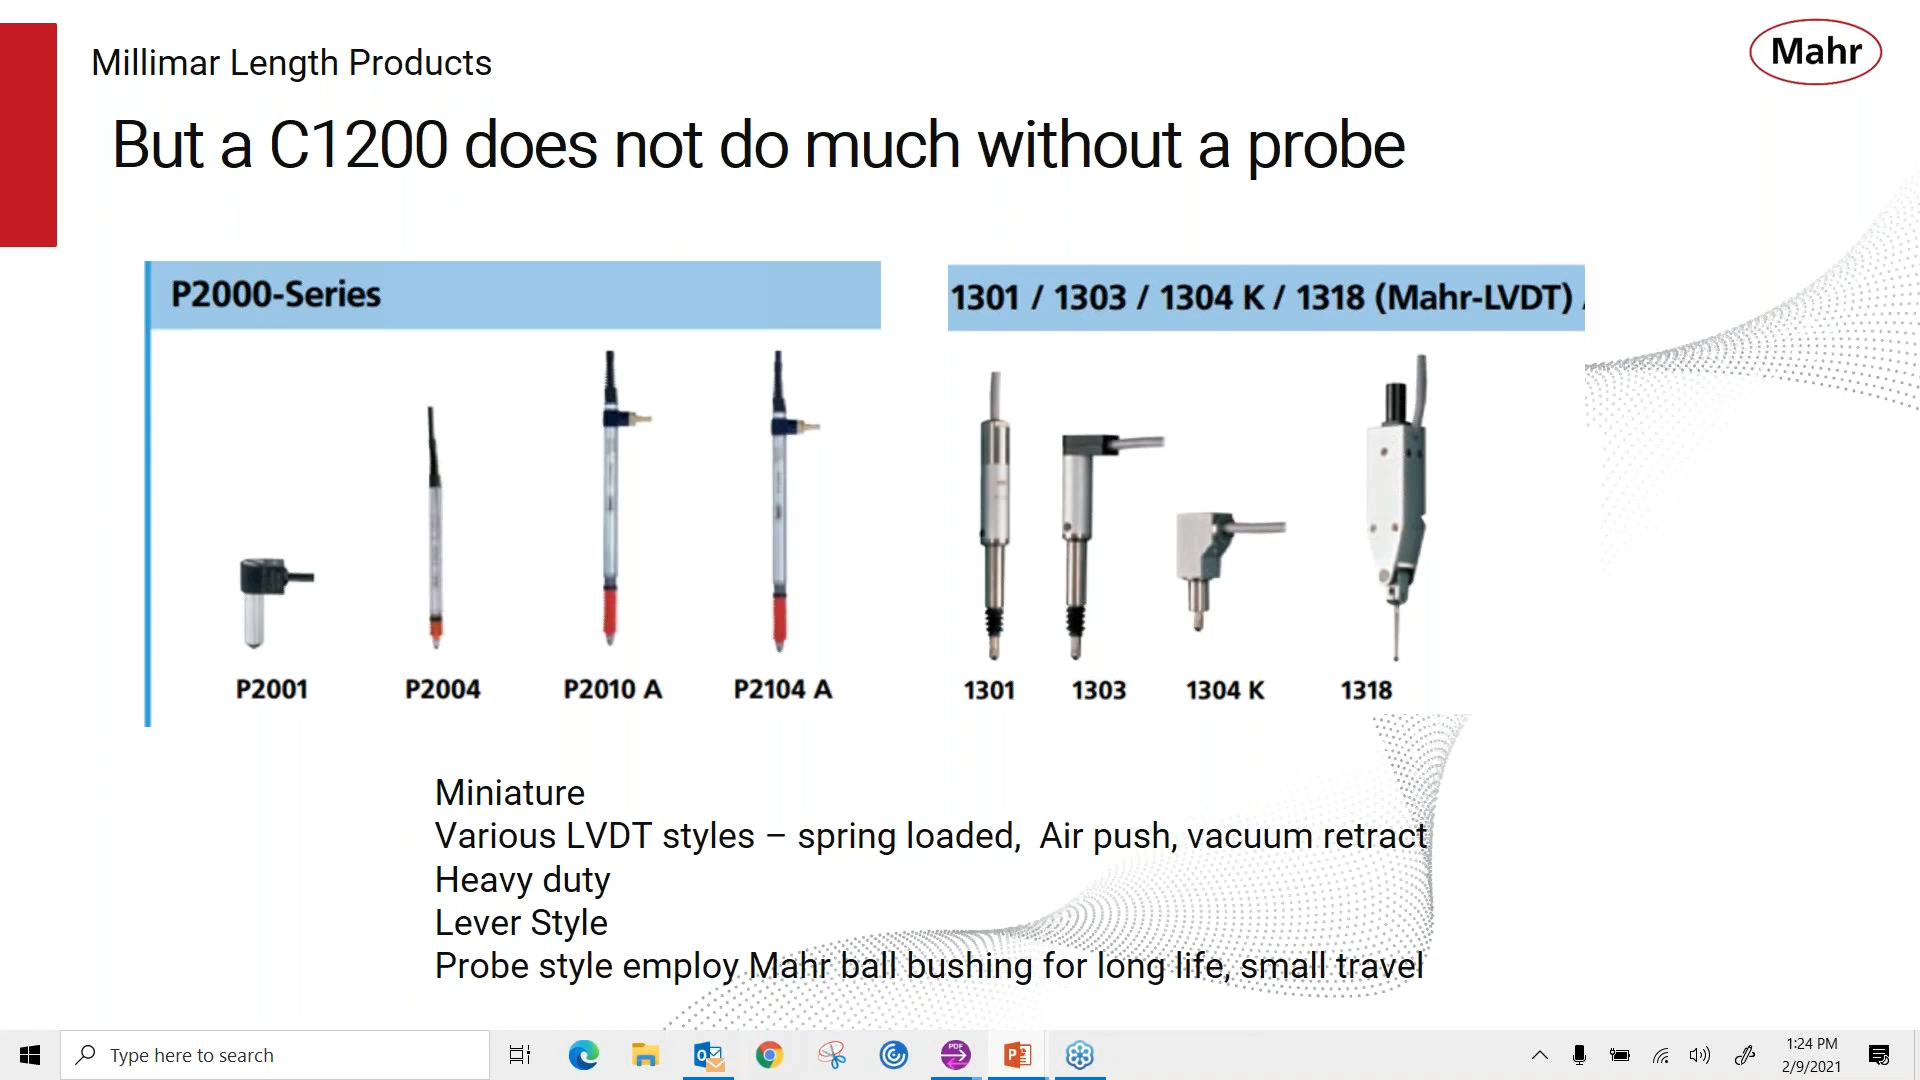 Millimar Length Products
Mahr
But a C1200 does not do much without a probe
P2000-Series
1301 / 1303 / 1304 K / 1318 (Mahr-LVDT)
P2001
P2004
P2010 A
P2104 A
1301
1303
1304 K
1318
Miniature
Various LVDT styles – spring loaded,  Air push, vacuum retract
Heavy duty
Lever Style
Probe style employ Mahr ball bushing for long life, small travel
Type here to search
PDF
1:24 PM
2/9/2021